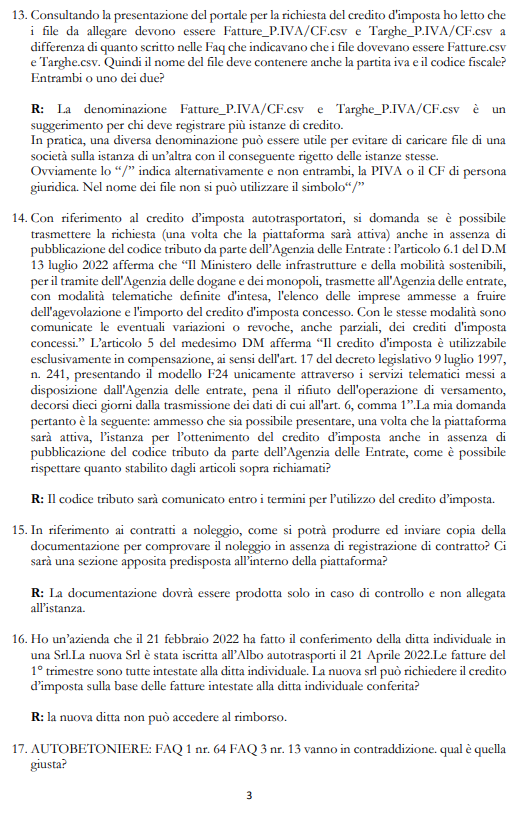 13. Consultando la presentazione del portale per la richiesta del credito d'imposta ho letto che
i file da allegare devono essere Fatture_P.IVA/CF.csv e Targhe_P.IVA/CF.csv a
differenza di quanto scritto nelle Faq che indicavano che i file dovevano essere Fatture.csv
e Targhe.csv. Quindi il nome del file deve contenere anche la partita iva e il codice fiscale?
Entrambi o uno dei due?
R: La denominazione Fatture_P.IVA/CF.csv e Targhe_P.IVA/CF.csv è un
suggerimento per chi deve registrare più istanze di credito.
In pratica, una diversa denominazione può essere utile per evitare di caricare file di una
società sulla istanza di un'altra con il conseguente rigetto delle istanze stesse.
Ovviamente lo “/” indica alternativamente e non entrambi, la PIVA o il CF di persona
giuridica. Nel nome dei file non si può utilizzare il simbolo“/”
14. Con riferimento al credito d'imposta autotrasportatori, si domanda se è possibile
trasmettere la richiesta (una volta che la piattaforma sarà attiva) anche in assenza di
pubblicazione del codice tributo da parte dell'Agenzia delle Entrate : l'articolo 6.1 del D.M
13 luglio 2022 afferma che “Il Ministero delle infrastrutture e della mobilità sostenibili,
per il tramite dell'Agenzia delle dogane e dei monopoli, trasmette all'Agenzia delle entrate,
con modalità telematiche definite d'intesa, l'elenco delle imprese ammesse a fruire
dell'agevolazione e l'importo del credito d'imposta concesso. Con le stesse modalità sono
comunicate le eventuali variazioni o revoche, anche parziali, dei crediti d'imposta
concessi.” L'articolo 5 del medesimo DM afferma “Il credito d'imposta è utilizzabile
esclusivamente in compensazione, ai sensi dell'art. 17 del decreto legislativo 9 luglio 1997,
n. 241, presentando il modello F24 unicamente attraverso i servizi telematici messi a
disposizione dall'Agenzia delle entrate, pena il rifiuto dell'operazione di versamento,
decorsi dieci giorni dalla trasmissione dei dati di cui all'art. 6, comma 1”.La mia domanda
pertanto è la seguente: ammesso che sia possibile presentare, una volta che la piattaforma
sarà attiva, l'istanza per l'ottenimento del credito d'imposta anche in assenza di
pubblicazione del codice tributo da parte dell'Agenzia delle Entrate, come è possibile
rispettare quanto stabilito dagli articoli sopra richiamati?
R: Il codice tributo sarà comunicato entro i termini per l'utilizzo del credito d'imposta.
15. In riferimento ai contratti a noleggio, come si potrà produrre ed inviare copia della
documentazione per comprovare il noleggio in assenza di registrazione di contratto? Ci
sarà una sezione apposita predisposta all'interno della piattaforma?
R: La documentazione dovrà essere prodotta solo in caso di controllo e non allegata
all'istanza.
16. Ho un'azienda che il 21 febbraio 2022 ha fatto il conferimento della ditta individuale in
una Srl.La nuova Srl è stata iscritta all'Albo autotrasporti il 21 Aprile 2022.Le fatture del
1° trimestre sono tutte intestate alla ditta individuale. La nuova srl può richiedere il credito
d'imposta sulla base delle fatture intestate alla ditta individuale conferita?
R: la nuova ditta non può accedere al rimborso.
17. AUTOBETONIERE: FAQ 1 nr. 64 FAQ 3 nr. 13 vanno in contraddizione. qual è quella
giusta?
3